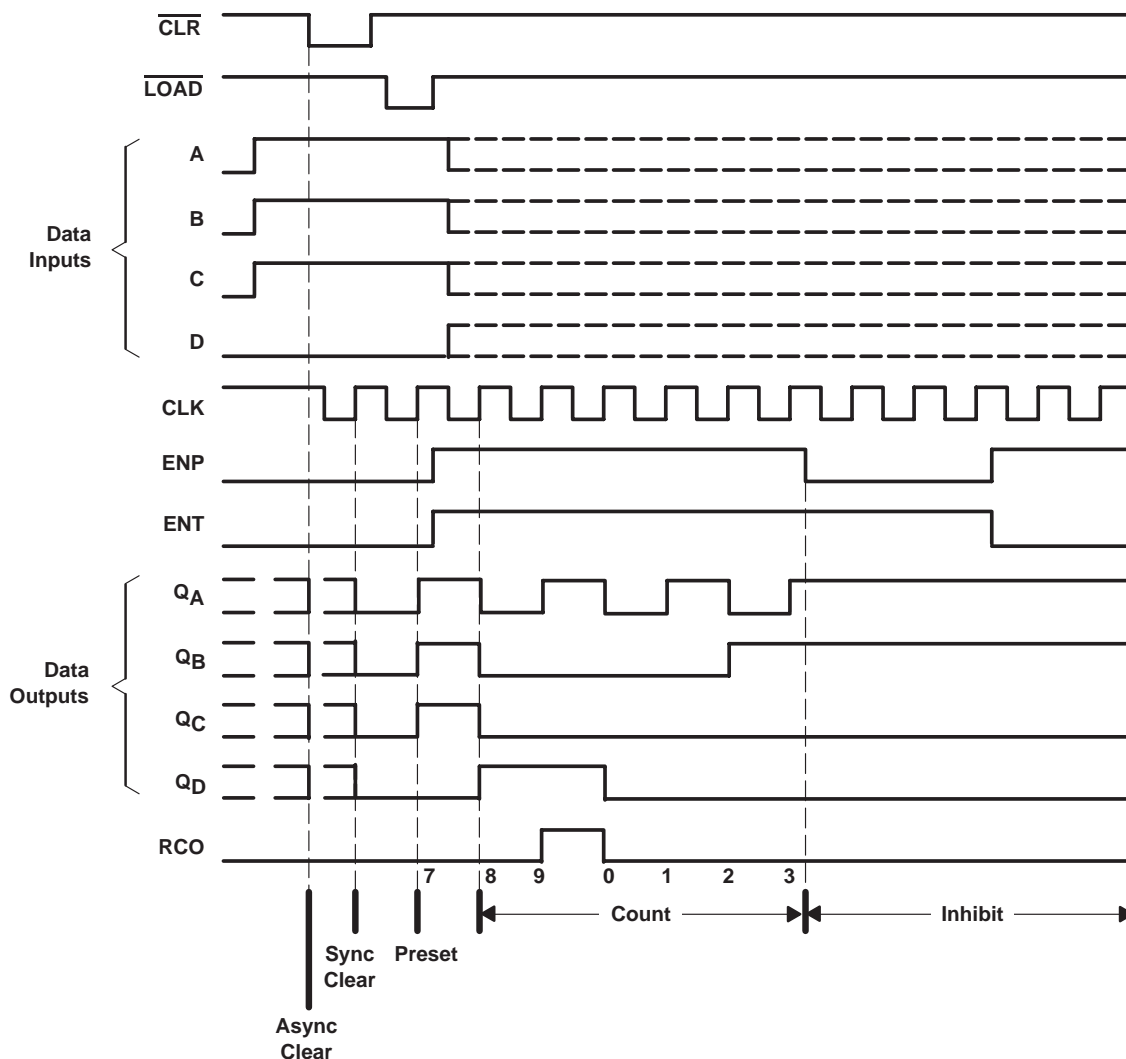 CLR
LOAD
A
B
Data
Inputs
C
D
CLK
ENP
ENT
QA
QB
Data
Outputs
QC
QD
RCO
7 8 9 0 1 2 3
Count Inhibit
Sync
Clear
Preset
Async
Clear